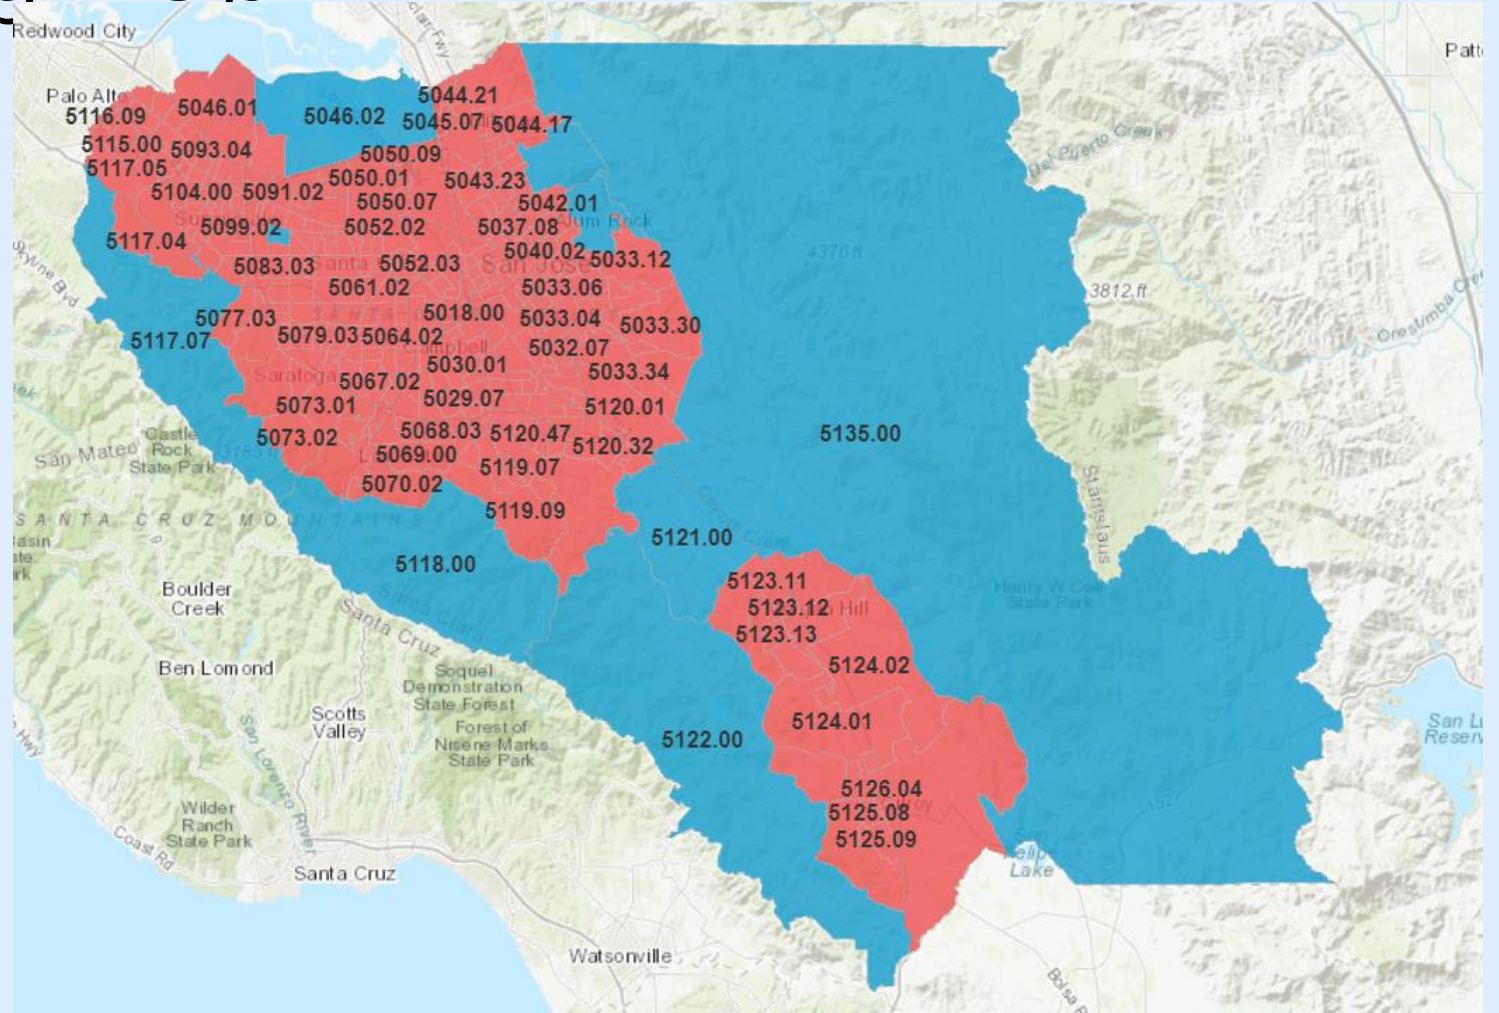 Redwood City
Palo Alto
5116.09
5046.01
5046.02
5044.21
5045.07
5044.17
5115.00
5093.04
5050.09
5117.05
5050.01
5043.23
5104.00
5091.02
5050.07
5042.01
Alum Rock
5099.02
5052.02
5037.08
5117.04
5040.02
5033.12
5083.03
Santa
5052.03
San Jose
4376 ft
5061.02
5033.06
3812 ft
Del Puerto Creek
Skyline Blvd
5077.03
5018.00
5033.04
5033.30
5117.07
5079.03
5064.02
Campbell
5032.07
5030.01
Saratoga
5067.02
5033.34
5073.01
5029.07
5120.01
5073.02
5068.03
5120.47
5120.32
5135.00
Castle
Rock
State Park
San Mateo
5069.00
5119.07
5070.02
Stanislaus
5119.09
SANTA CRUZ MOUNTAINS
5121.00
5118.00
5123.11
Boulder
Creek
5123.12
Hill
Henry W Coe
State Park
Santa Clara
Santa Cruz
5123.13
Ben Lomond
5124.02
Soquel
Demonstration
State Forest
Scotts
Valley
5124.01
Forest of
Nisene Marks
State Park
5122.00
San Lorenzo River
5126.04
5125.08
5125.09
Wilder
Ranch
State Park
Coast Rd
Lake
Santa Cruz
Watsonville